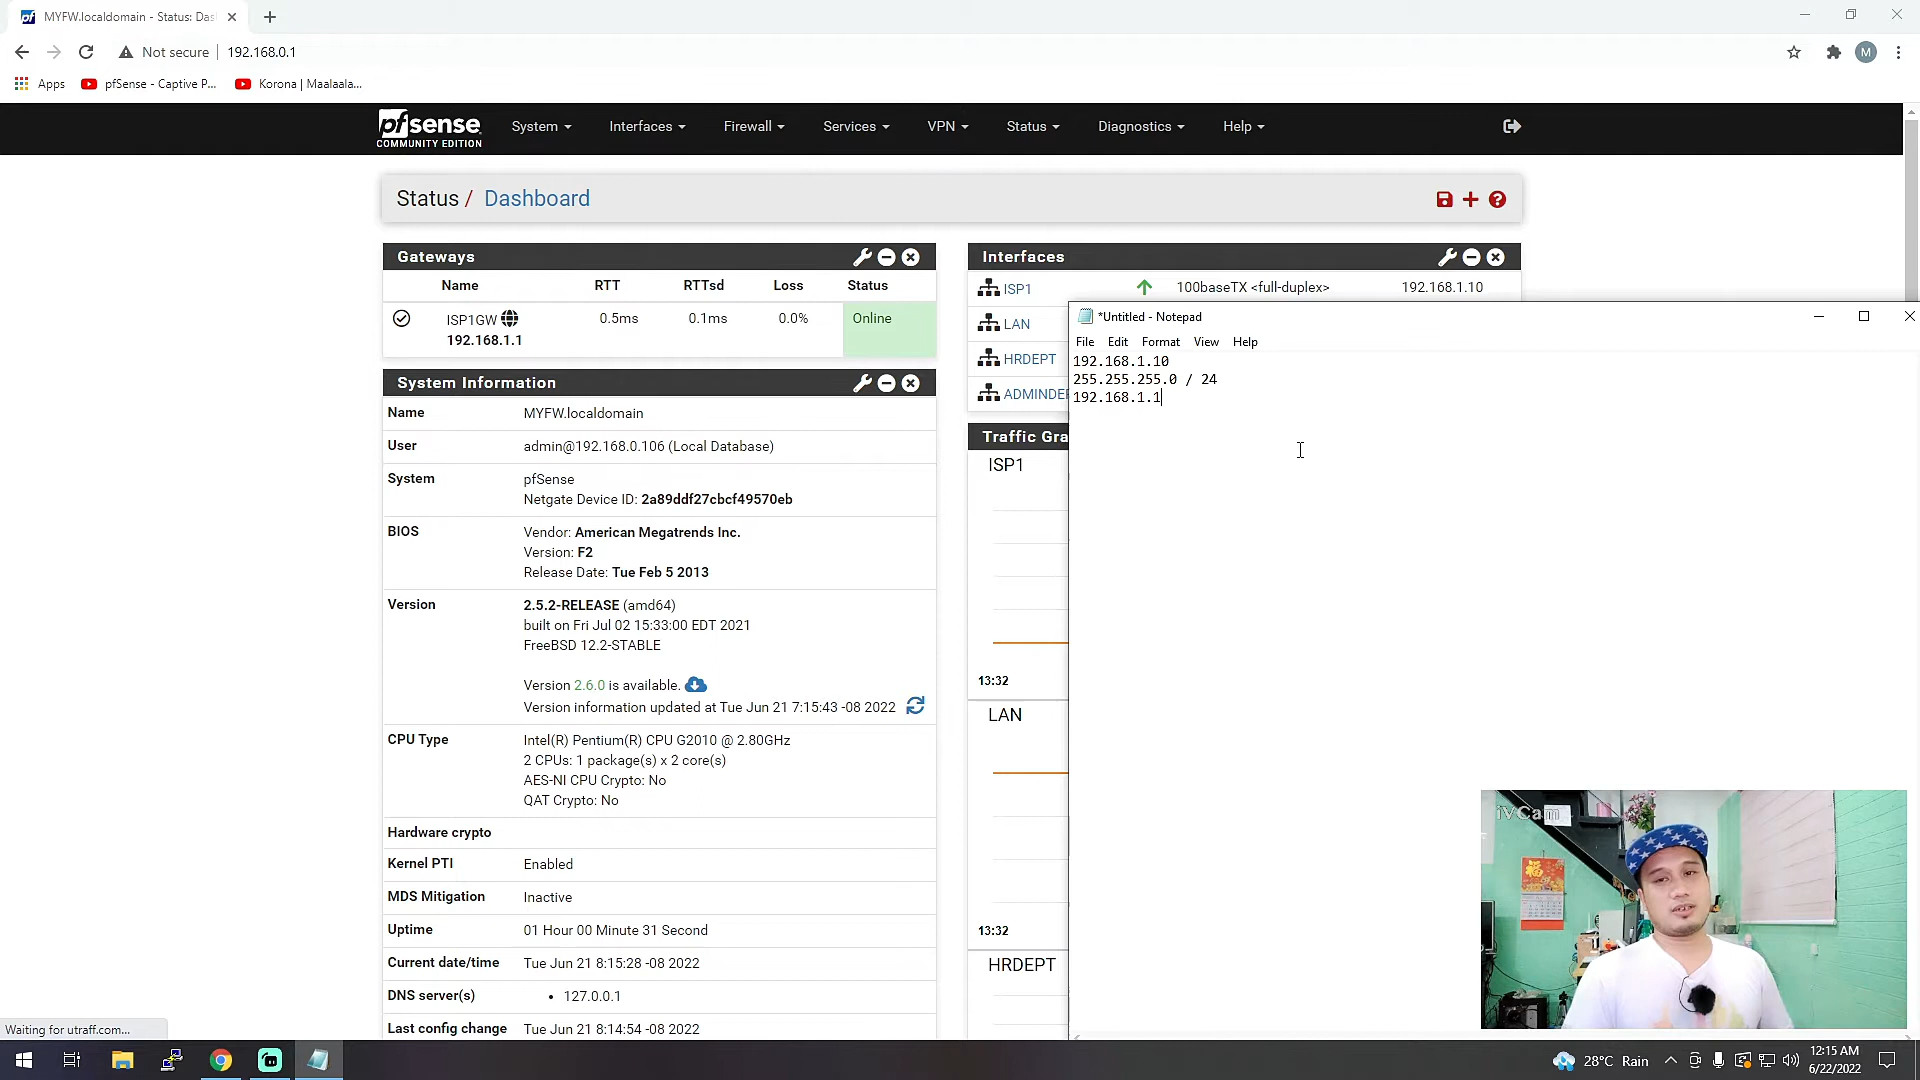 MYFW.localdomain - Status: Das
Not secure
192.168.0.1
M
Apps
pfSense - Captive P...
Korona | Maalaala...
pfsense
COMMUNITY EDITION
System
Interfaces
Firewall
Services
VPN
Status
Diagnostics
Help
Status / Dashboard
Gateways
Name RTT RTTsd Loss Status
ISP1GW 0.5ms 0.1ms 0.0% Online
192.168.1.1
Interfaces
ISP1 100baseTX <full-duplex> 192.168.1.10
LAN
HRDEPT
ADMINDEP
System Information
Name MYFW.localdomain
User admin@192.168.0.106 (Local Database)
System pfSense
Netgate Device ID: 2a89ddf27cbcf49570eb
BIOS Vendor: American Megatrends Inc.
Version: F2
Release Date: Tue Feb 5 2013
Version 2.5.2-RELEASE (amd64)
built on Fri Jul 02 15:33:00 EDT 2021
FreeBSD 12.2-STABLE
Version 2.6.0 is available.
Version information updated at Tue Jun 21 7:15:43 -08 2022
CPU Type Intel(R) Pentium(R) CPU G2010 @ 2.80GHz
2 CPUs: 1 package(s) x 2 core(s)
AES-NI CPU Crypto: No
QAT Crypto: No
Hardware crypto
Kernel PTI Enabled
MDS Mitigation Inactive
Uptime 01 Hour 00 Minute 31 Second
Current date/time Tue Jun 21 8:15:28 -08 2022
DNS server(s) • 127.0.0.1
Last config change Tue Jun 21 8:14:54 -08 2022
Traffic Gra
ISP1
13:32
LAN
13:32
HRDEPT
*Untitled - Notepad
File Edit Format View Help
192.168.1.10
255.255.255.0 / 24
192.168.1.1
iVCam
福
Waiting for utraff.com...
28°C Rain
12:15 AM
6/22/2022